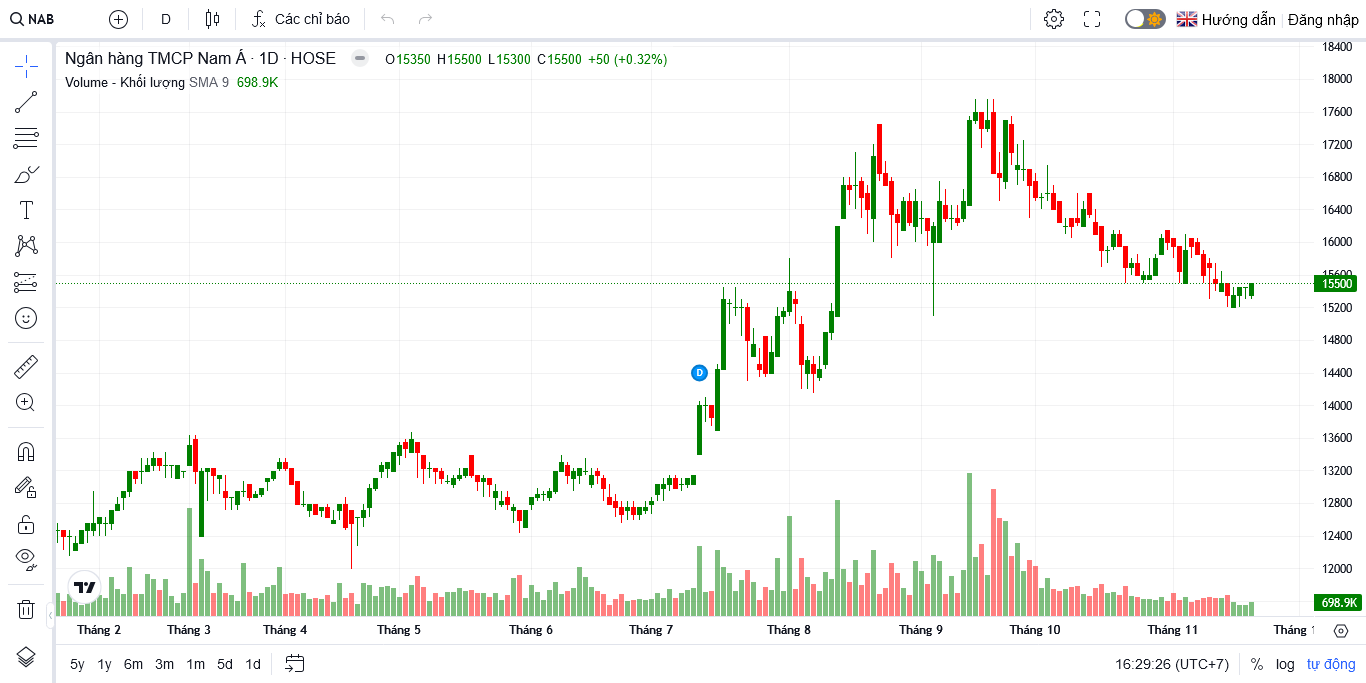 NAB D Các chỉ báo Hướng dẫn Đăng nhập
Ngân hàng TMCP Nam Á · 1D · HOSE O15350 H15500 L15300 C15500 +50 (+0.32%)
Volume - Khối lượng SMA 9 698.9K
18400
18000
17600
17200
16800
16400
16000
15600
15500
15200
14800
D
14400
14000
13600
13200
12800
12400
12000
698.9K
Tháng 2 Tháng 3 Tháng 4 Tháng 5 Tháng 6 Tháng 7 Tháng 8 Tháng 9 Tháng 10 Tháng 11 Tháng 1
5y 1y 6m 3m 1m 5d 1d 16:29:26 (UTC+7) % log tự động